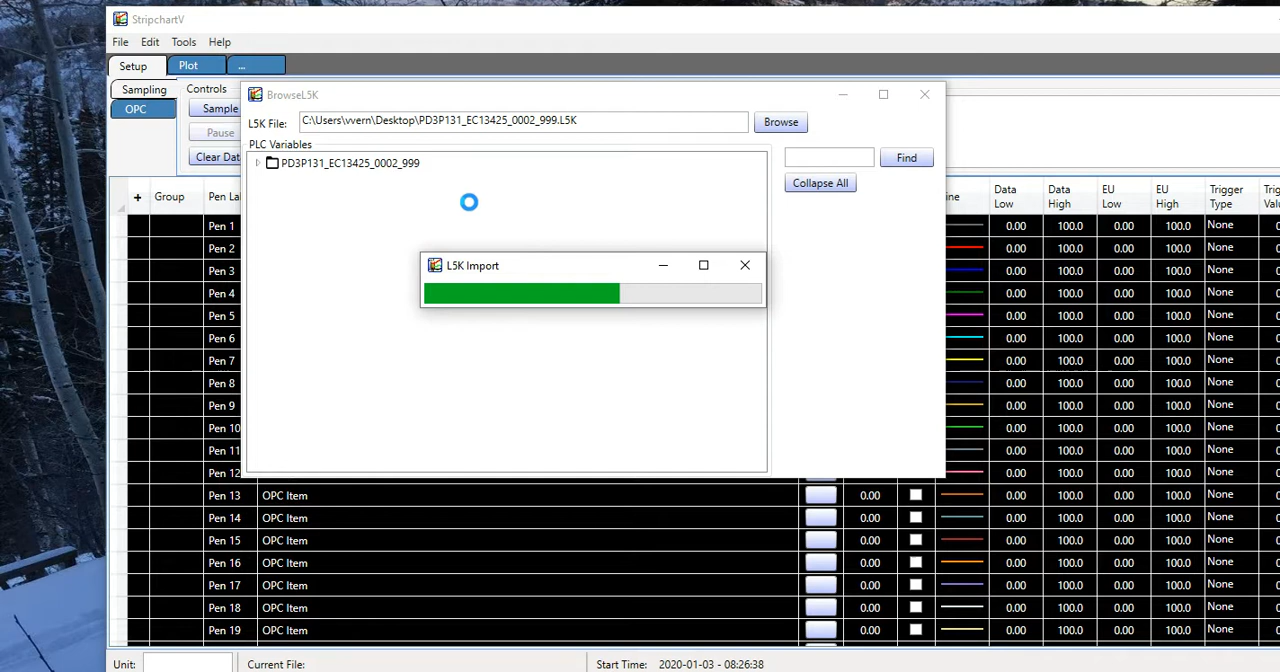 StripchartV
File Edit Tools Help
Setup Plot ...
Sampling
OPC
Controls
Sample
Pause
Clear Dat
BrowseL5K
L5K File: C:\Users\vvern\Desktop\PD3P131_EC13425_0002_999.L5K Browse
PLC Variables
PD3P131_EC13425_0002_999
Find
Collapse All
L5K Import
+ Group Pen La ine Data Low Data High EU Low EU High Trigger Type Trig Valu
Pen 1 0.00 100.0 0.00 100.0 None
Pen 2 0.00 100.0 0.00 100.0 None
Pen 3 0.00 100.0 0.00 100.0 None
Pen 4 0.00 100.0 0.00 100.0 None
Pen 5 0.00 100.0 0.00 100.0 None
Pen 6 0.00 100.0 0.00 100.0 None
Pen 7 0.00 100.0 0.00 100.0 None
Pen 8 0.00 100.0 0.00 100.0 None
Pen 9 0.00 100.0 0.00 100.0 None
Pen 10 0.00 100.0 0.00 100.0 None
Pen 11 0.00 100.0 0.00 100.0 None
Pen 12 0.00 100.0 0.00 100.0 None
Pen 13 OPC Item 0.00 0.00 100.0 0.00 100.0 None
Pen 14 OPC Item 0.00 0.00 100.0 0.00 100.0 None
Pen 15 OPC Item 0.00 0.00 100.0 0.00 100.0 None
Pen 16 OPC Item 0.00 0.00 100.0 0.00 100.0 None
Pen 17 OPC Item 0.00 0.00 100.0 0.00 100.0 None
Pen 18 OPC Item 0.00 0.00 100.0 0.00 100.0 None
Pen 19 OPC Item 0.00 0.00 100.0 0.00 100.0 None
Unit: Current File: Start Time: 2020-01-03 - 08:26:38